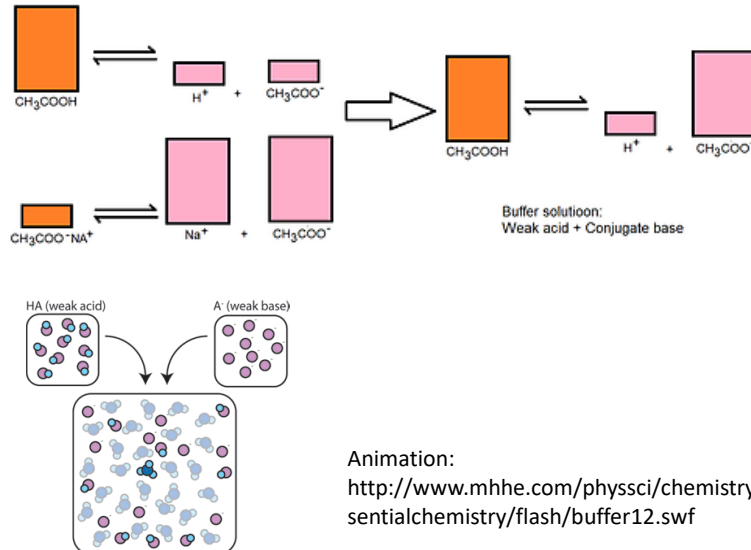 CH3COOH
H+ + CH3COO-
CH3COO-NA+
Na+ + CH3COO-
CH3COOH
H+ + CH3COO
Buffer solutioon:
Weak acid + Conjugate base
HA (weak acid)
A- (weak base)
Animation:
http://www.mhhe.com/physsci/chemistry
sentialchemistry/flash/buffer12.swf